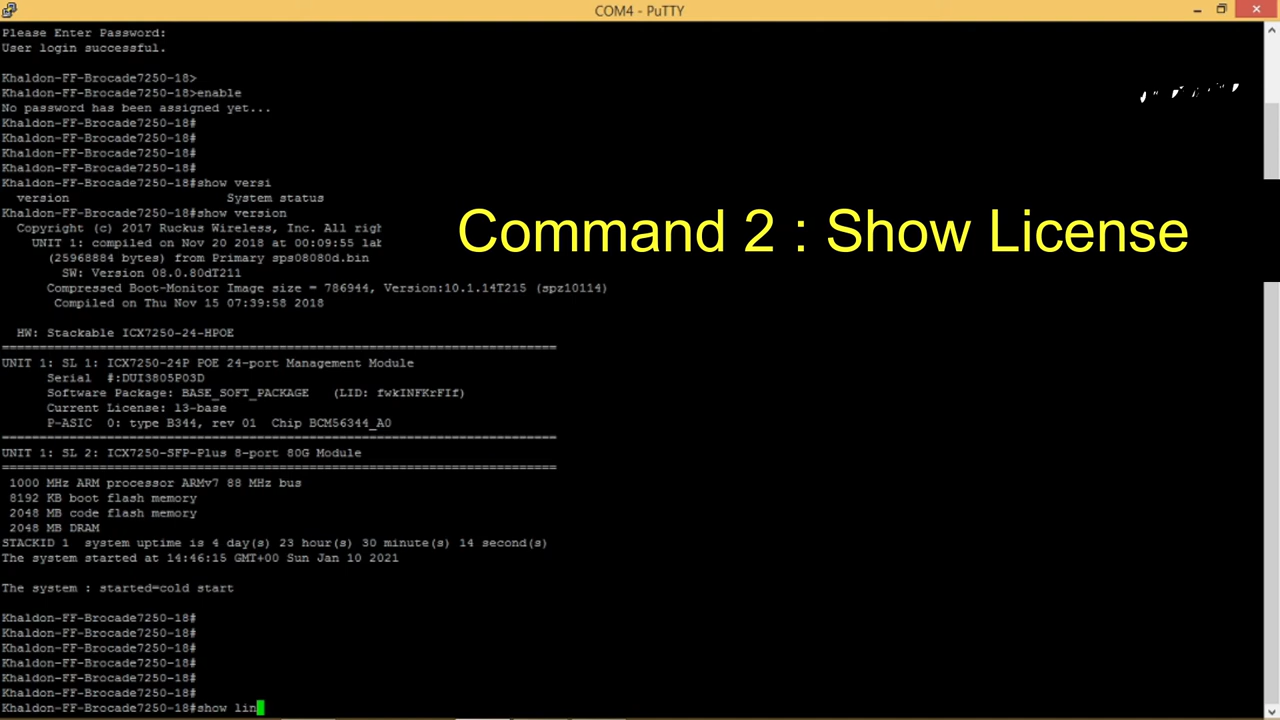 COM4 - PuTTY
Please Enter Password:
User login successful.
Khaldon-FF-Brocade7250-18>
Khaldon-FF-Brocade7250-18>enable
No password has been assigned yet...
Khaldon-FF-Brocade7250-18#
Khaldon-FF-Brocade7250-18#
Khaldon-FF-Brocade7250-18#
Khaldon-FF-Brocade7250-18#
Khaldon-FF-Brocade7250-18#show versi
version System status
Khaldon-FF-Brocade7250-18#show version
Copyright (c) 2017 Ruckus Wireless, Inc. All righ
UNIT 1: compiled on Nov 20 2018 at 00:09:55 lab
(25968884 bytes) from Primary sps08080d.bin
SW: Version 08.0.80dT211
Compressed Boot-Monitor Image size = 786944, Version:10.1.14T215 (spz10114)
Compiled on Thu Nov 15 07:39:58 2018
HW: Stackable ICX7250-24-HPOE
==========================================================================
UNIT 1: SL 1: ICX7250-24P POE 24-port Management Module
Serial #:DUI3805P03D
Software Package: BASE_SOFT_PACKAGE (LID: fwkINFKrFIf)
Current License: l3-base
P-ASIC 0: type B344, rev 01 Chip BCM56344_A0
==========================================================================
UNIT 1: SL 2: ICX7250-SFP-Plus 8-port 80G Module
==========================================================================
1000 MHz ARM processor ARMv7 88 MHz bus
8192 KB boot flash memory
2048 MB code flash memory
2048 MB DRAM
STACKID 1 system uptime is 4 day(s) 23 hour(s) 30 minute(s) 14 second(s)
The system started at 14:46:15 GMT+00 Sun Jan 10 2021
The system : started=cold start
Khaldon-FF-Brocade7250-18#
Khaldon-FF-Brocade7250-18#
Khaldon-FF-Brocade7250-18#
Khaldon-FF-Brocade7250-18#
Khaldon-FF-Brocade7250-18#
Khaldon-FF-Brocade7250-18#
Khaldon-FF-Brocade7250-18#show lin
Command 2 : Show License